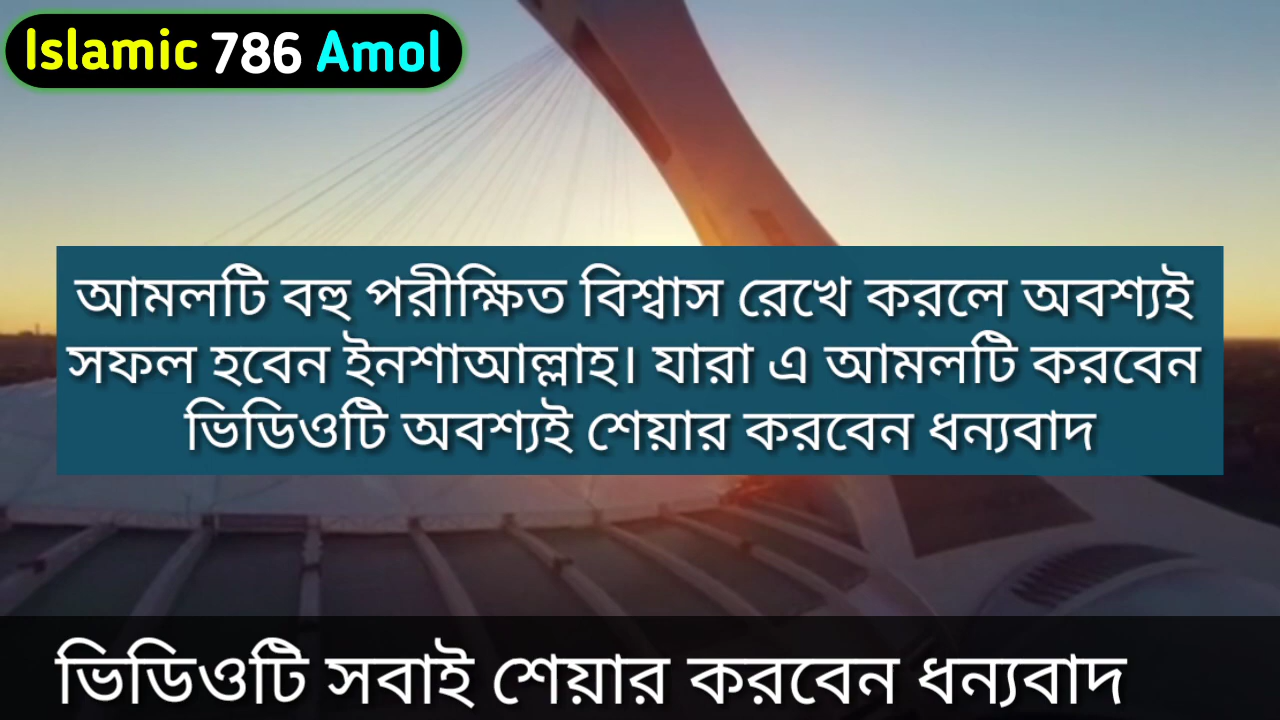 Islamic 786 Amol
আমলটি বহু পরীক্ষিত বিশ্বাস রেখে করলে অবশ্যই
সফল হবেন ইনশাআল্লাহ। যারা এ আমলটি করবেন
ভিডিওটি অবশ্যই শেয়ার করবেন ধন্যবাদ
ভিডিওটি সবাই শেয়ার করবেন ধন্যবাদ